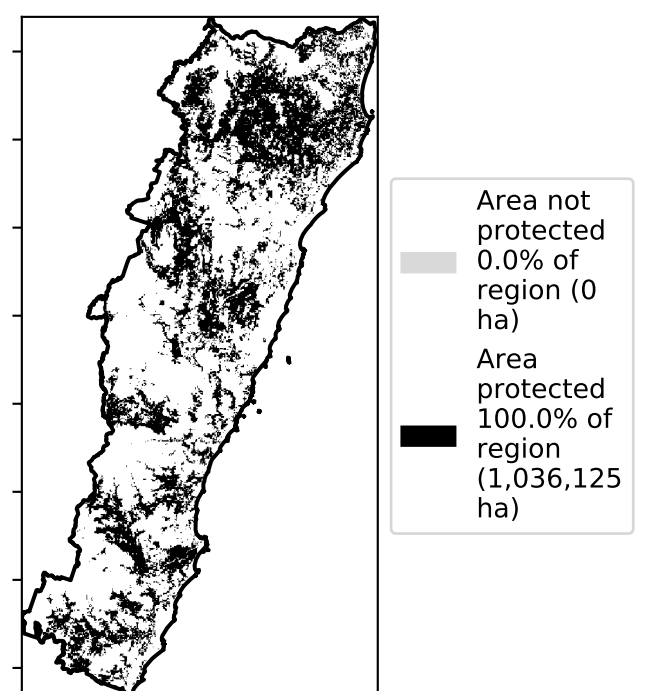 Area not
protected
0.0% of
region (0
ha)
Area
protected
100.0% of
region
(1,036,125
ha)